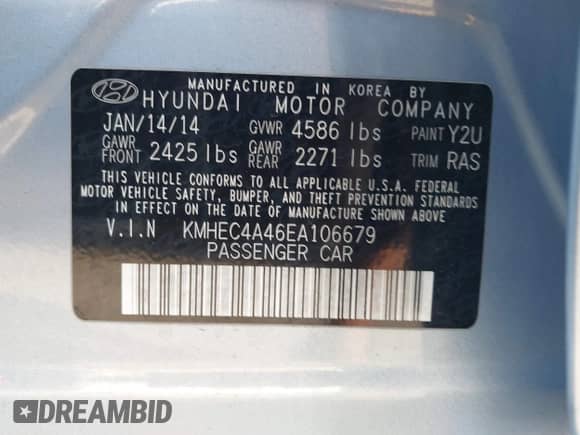 MANUFACTURED IN KOREA BY
HYUNDAI MOTOR COMPANY
JAN/14/14 GVWR 4586 lbs PAINT Y2U
GAWR FRONT 2425 lbs GAWR REAR 2271 lbs TRIM RAS
THIS VEHICLE CONFORMS TO ALL APPLICABLE U.S.A. FEDERAL
MOTOR VEHICLE SAFETY, BUMPER, AND THEFT PREVENTION STANDARDS
IN EFFECT ON THE DATE OF MANUFACTURE SHOWN ABOVE.
V.I.N KMHEC4A46EA106679
PASSENGER CAR
DREAMBID